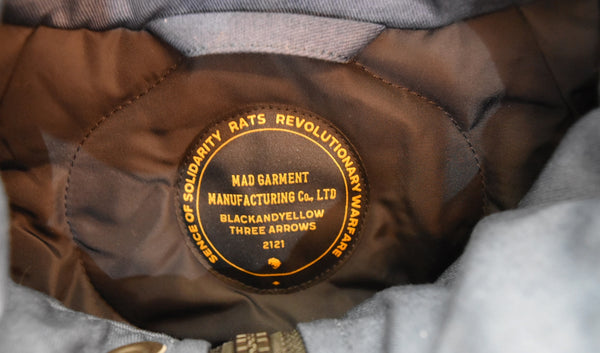 SENCE OF SOLIDARITY RATS REVOLUTIONARY WARFARE
MAD GARMENT
MANUFACTURING Co., LTD
BLACKANDYELLOW
THREE ARROWS
2121